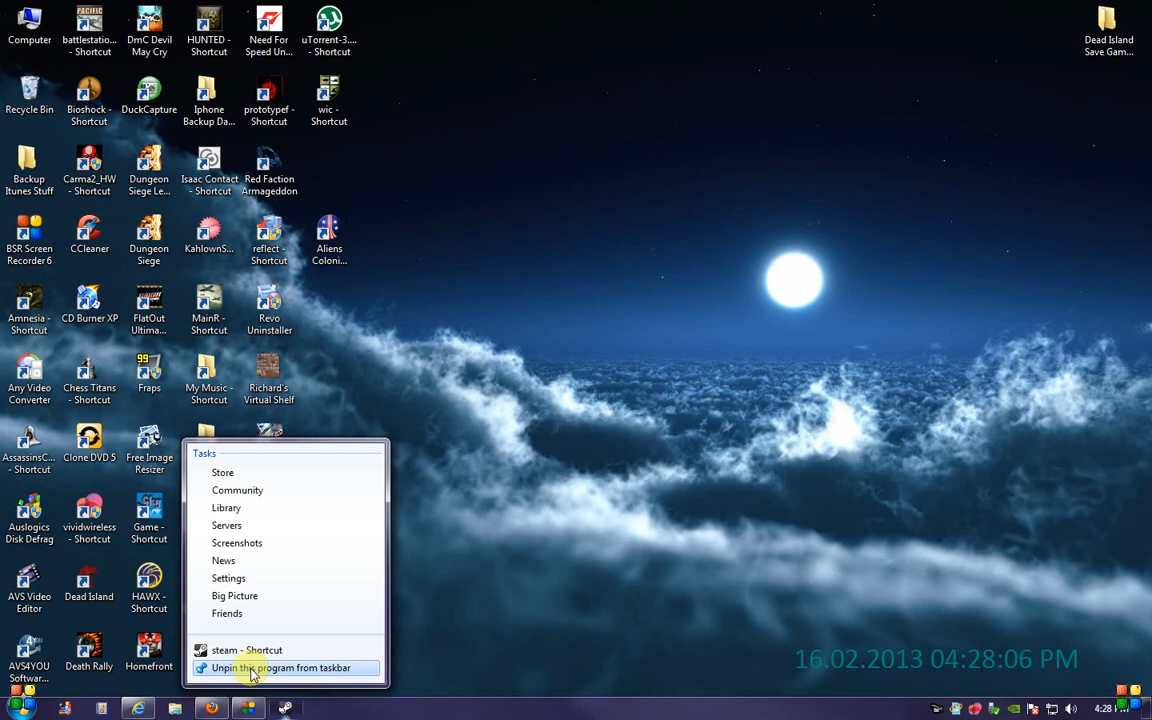 Computer
battlestatio...
- Shortcut
DmC Devil
May Cry
HUNTED -
Shortcut
Need For
Speed Un...
uTorrent-3....
- Shortcut
Dead Island
Save Gam...
Recycle Bin
Bioshock -
Shortcut
DuckCapture
Iphone
Backup Da...
prototypef -
Shortcut
wic -
Shortcut
Backup
Itunes Stuff
Carma2_HW
- Shortcut
Dungeon
Siege Le...
Isaac Contact
- Shortcut
Red Faction
Armageddon
BSR Screen
Recorder 6
CCleaner
Dungeon
Siege
KahlownS...
reflect -
Shortcut
Aliens
Coloni...
Amnesia -
Shortcut
CD Burner XP
FlatOut
Ultima...
MainR -
Shortcut
Revo
Uninstaller
Any Video
Converter
Chess Titans
- Shortcut
99
Fraps
My Music -
Shortcut
Richard's
Virtual Shelf
AssassinsC...
- Shortcut
Clone DVD 5
Free Image
Resizer
Auslogics
Disk Defrag
vividwireless
- Shortcut
Game -
Shortcut
AVS Video
Editor
Dead Island
HAWX -
Shortcut
AVS4YOU
Softwar...
Death Rally
Homefront
Tasks
Store
Community
Library
Servers
Screenshots
News
Settings
Big Picture
Friends
steam - Shortcut
Unpin this program from taskbar
16.02.2013 04:28:06 PM
4:28